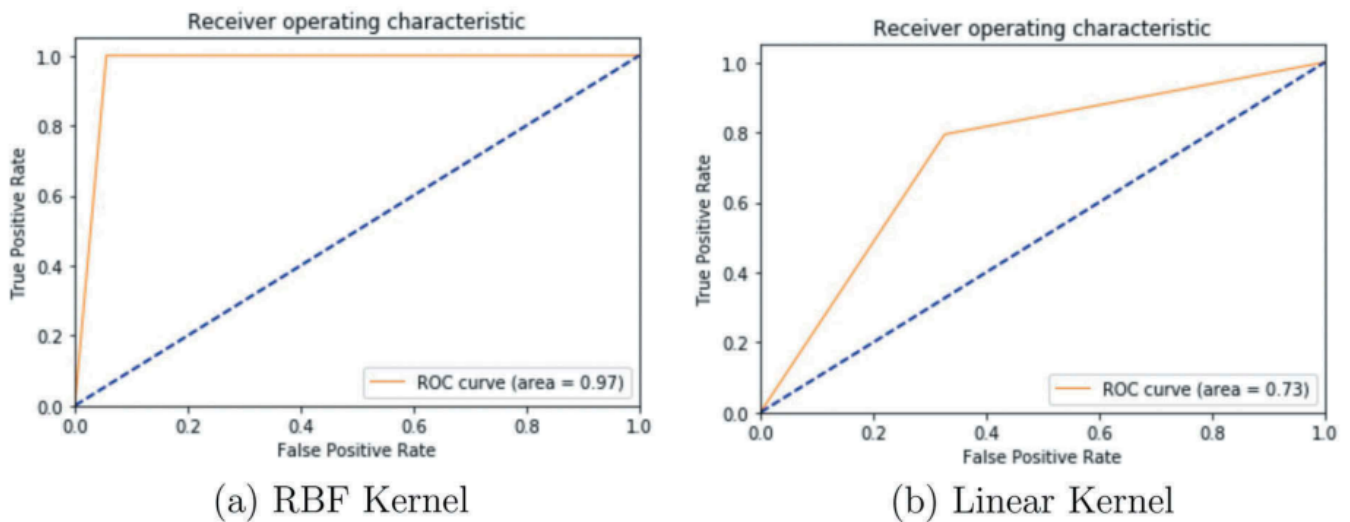 Receiver operating characteristic
1.0
0.8
0.6
0.4
0.2
0.0
True Positive Rate
ROC curve (area = 0.97)
0.0 0.2 0.4 0.6 0.8 1.0
False Positive Rate
(a) RBF Kernel
Receiver operating characteristic
1.0
0.8
0.6
0.4
0.2
0.0
True Positive Rate
ROC curve (area = 0.73)
0.0 0.2 0.4 0.6 0.8 1.0
False Positive Rate
(b) Linear Kernel